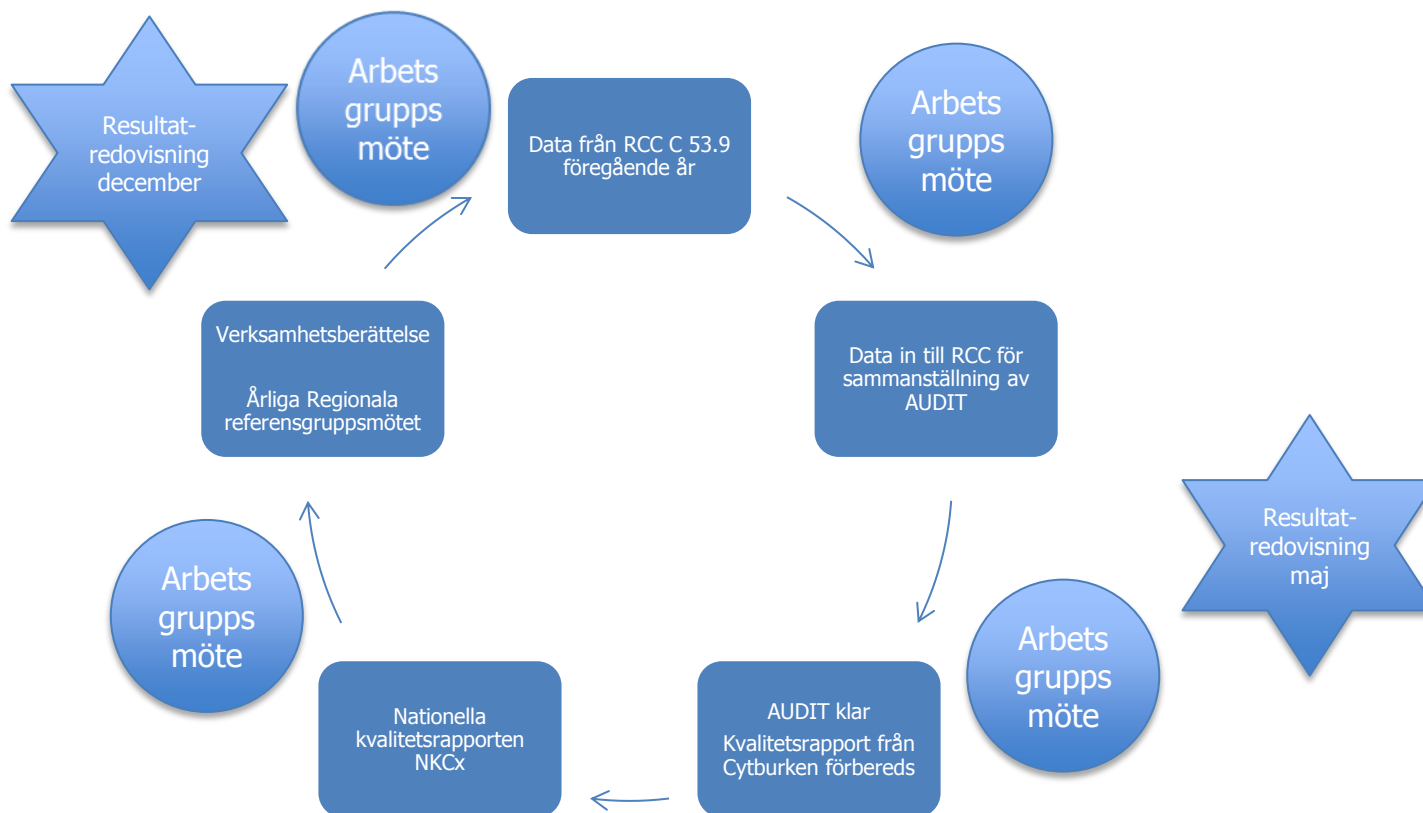 Resultat-
redovisning
december
Arbets
grupps
möte
Data från RCC C 53.9
föregående år
Arbets
grupps
möte
Verksamhetsberättelse
Årliga Regionala
referensgruppsmötet
Data in till RCC för
sammanställning av
AUDIT
Resultat-
redovisning
maj
Arbets
grupps
möte
Arbets
grupps
möte
Nationella
kvalitetsrapporten
NKCx
AUDIT klar
Kvalitetsrapport från
Cytburken förbereds